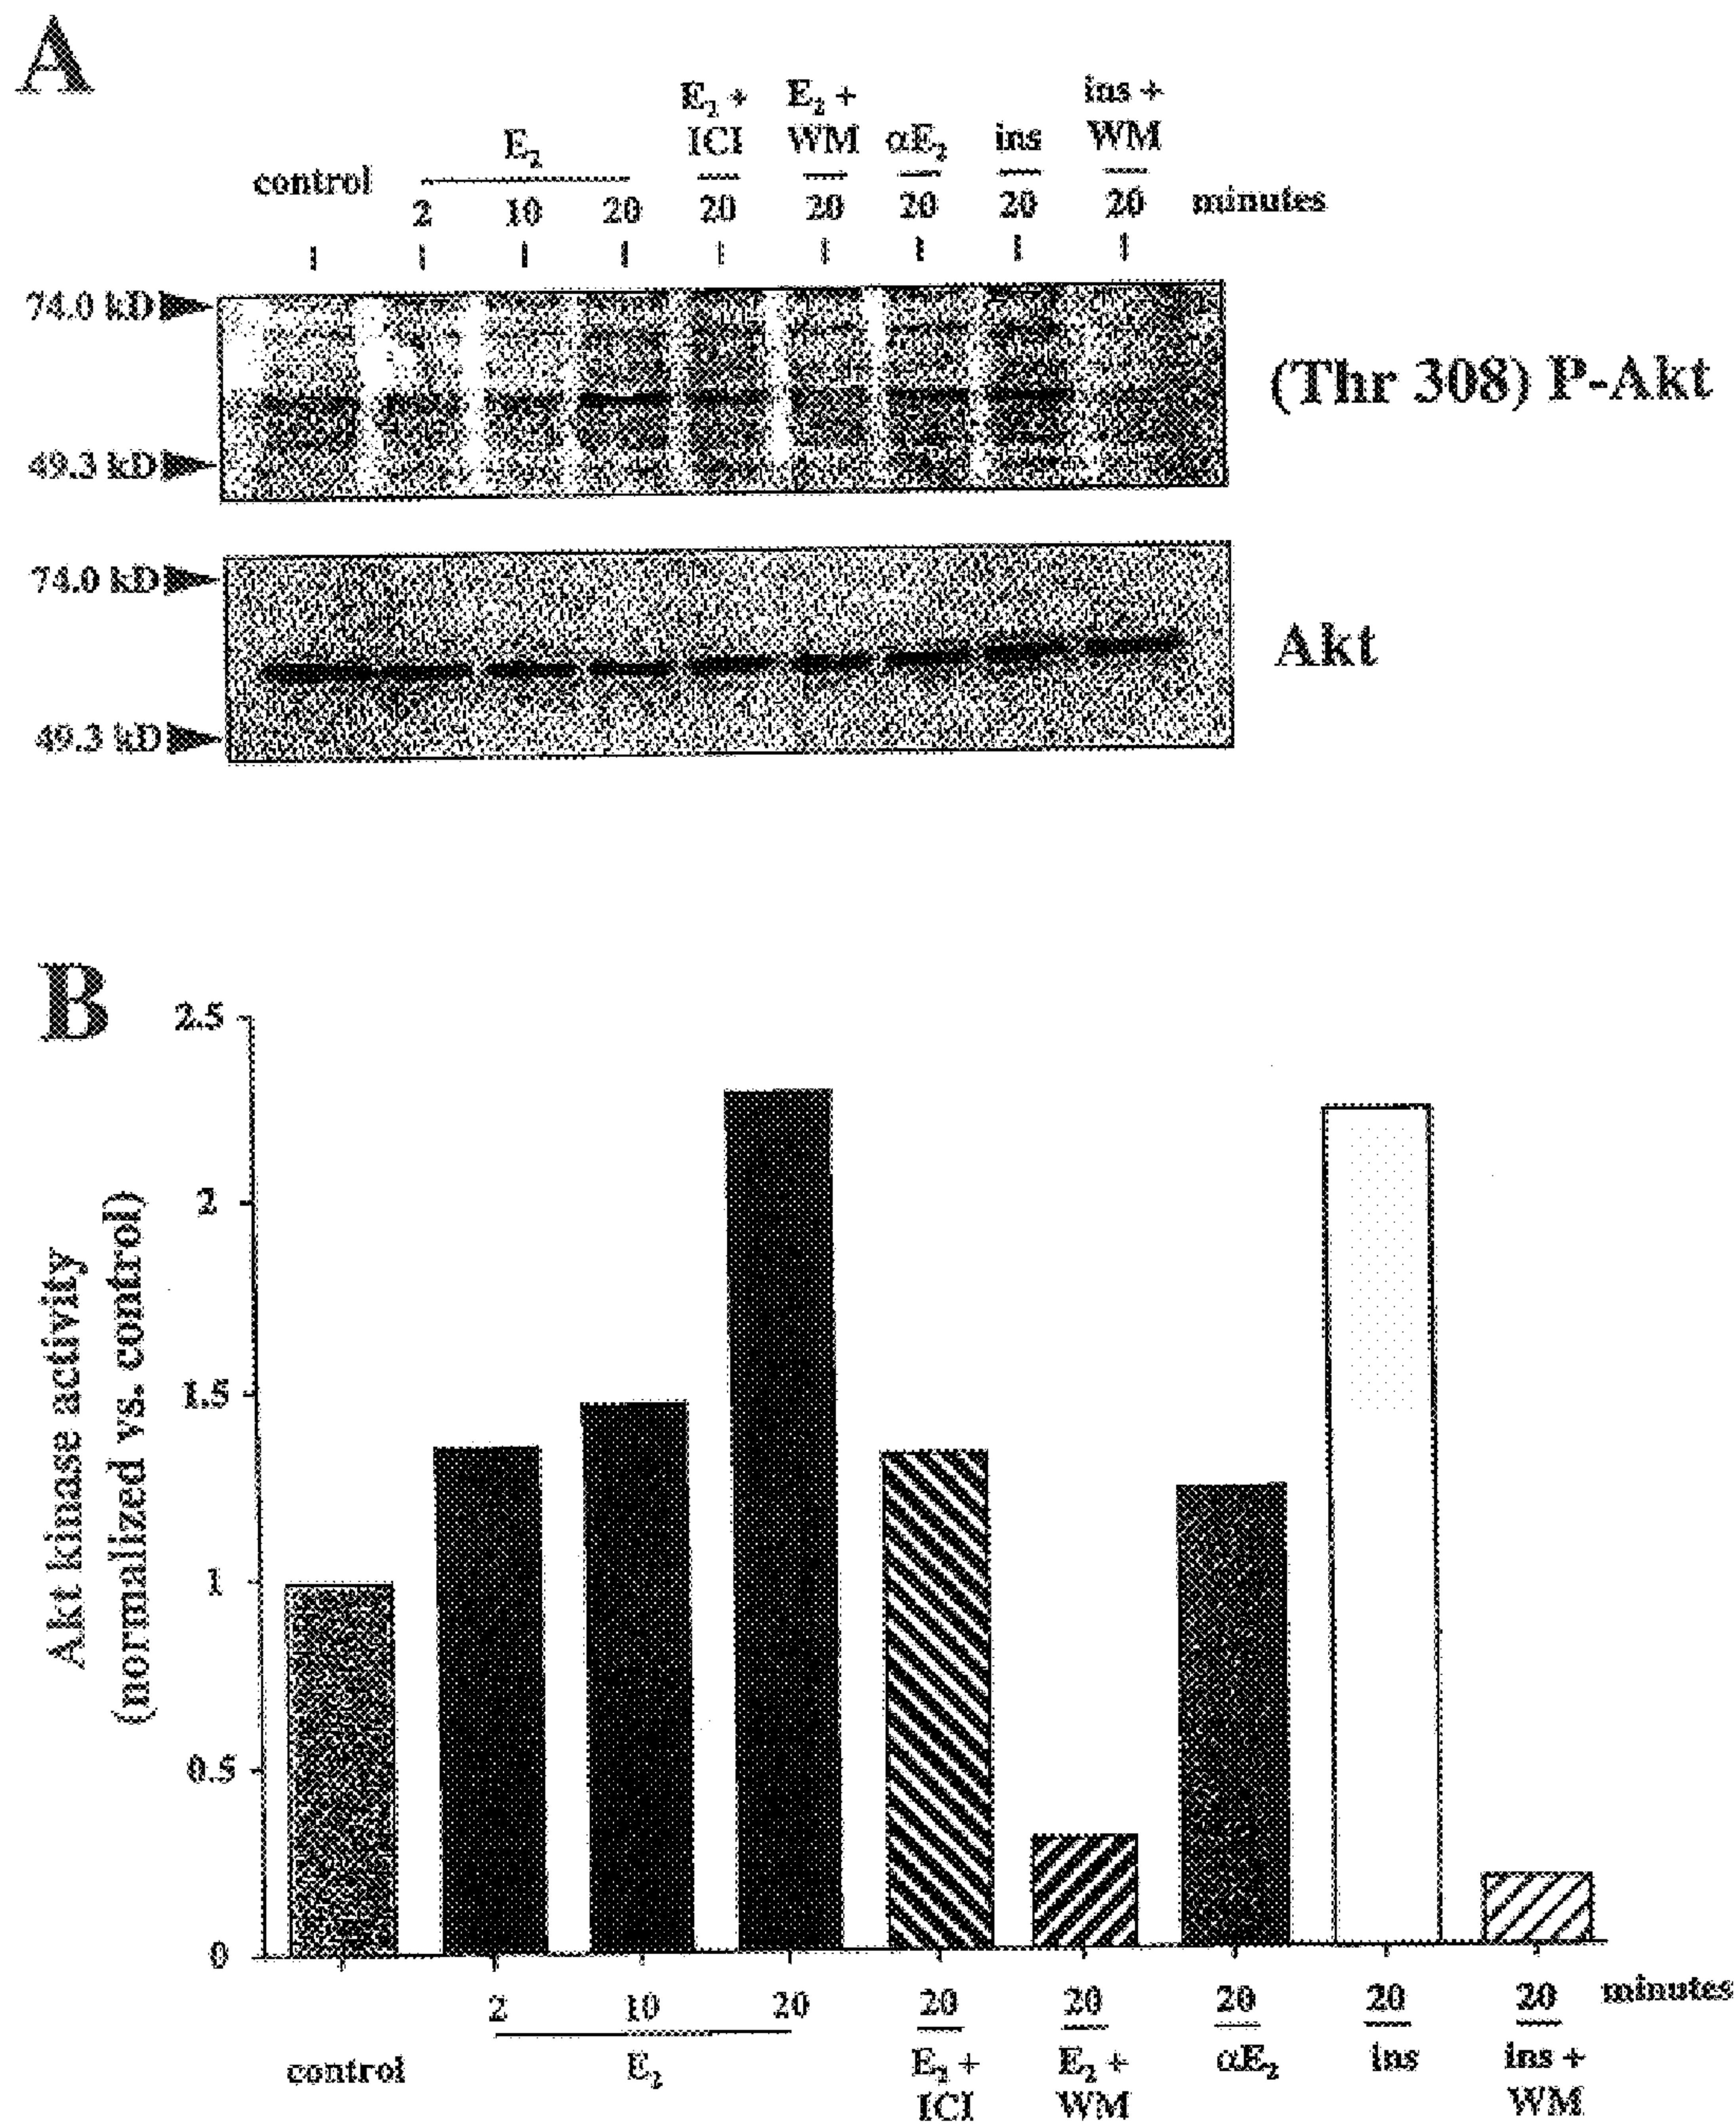 A
E₂ + E₂ + ins +
E₂ ICI WM αE₂ ins WM
control 2 10 20 20 20 20 20 20 minutes
74.0 kD
(Thr 308) P-Akt
49.3 kD
74.0 kD
Akt
49.3 kD
B
Akt kinase activity
(normalized vs. control)
2.5
2
1.5
1
0.5
0
2 10 20 20 20 20 20 20 minutes
control E₂ E₂ + E₂ + αE₂ ins ins +
ICI WM WM